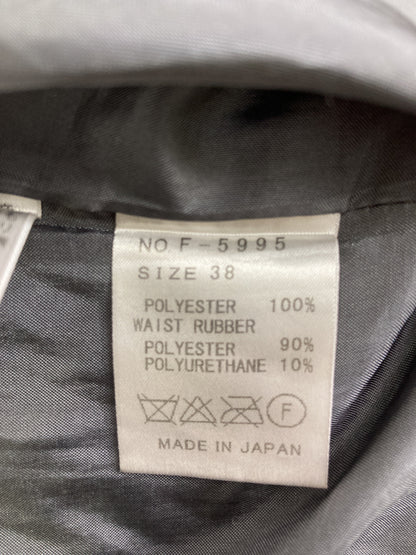 NO F-5995
SIZE 38
POLYESTER 100%
WAIST RUBBER
POLYESTER 90%
POLYURETHANE 10%
F
MADE IN JAPAN